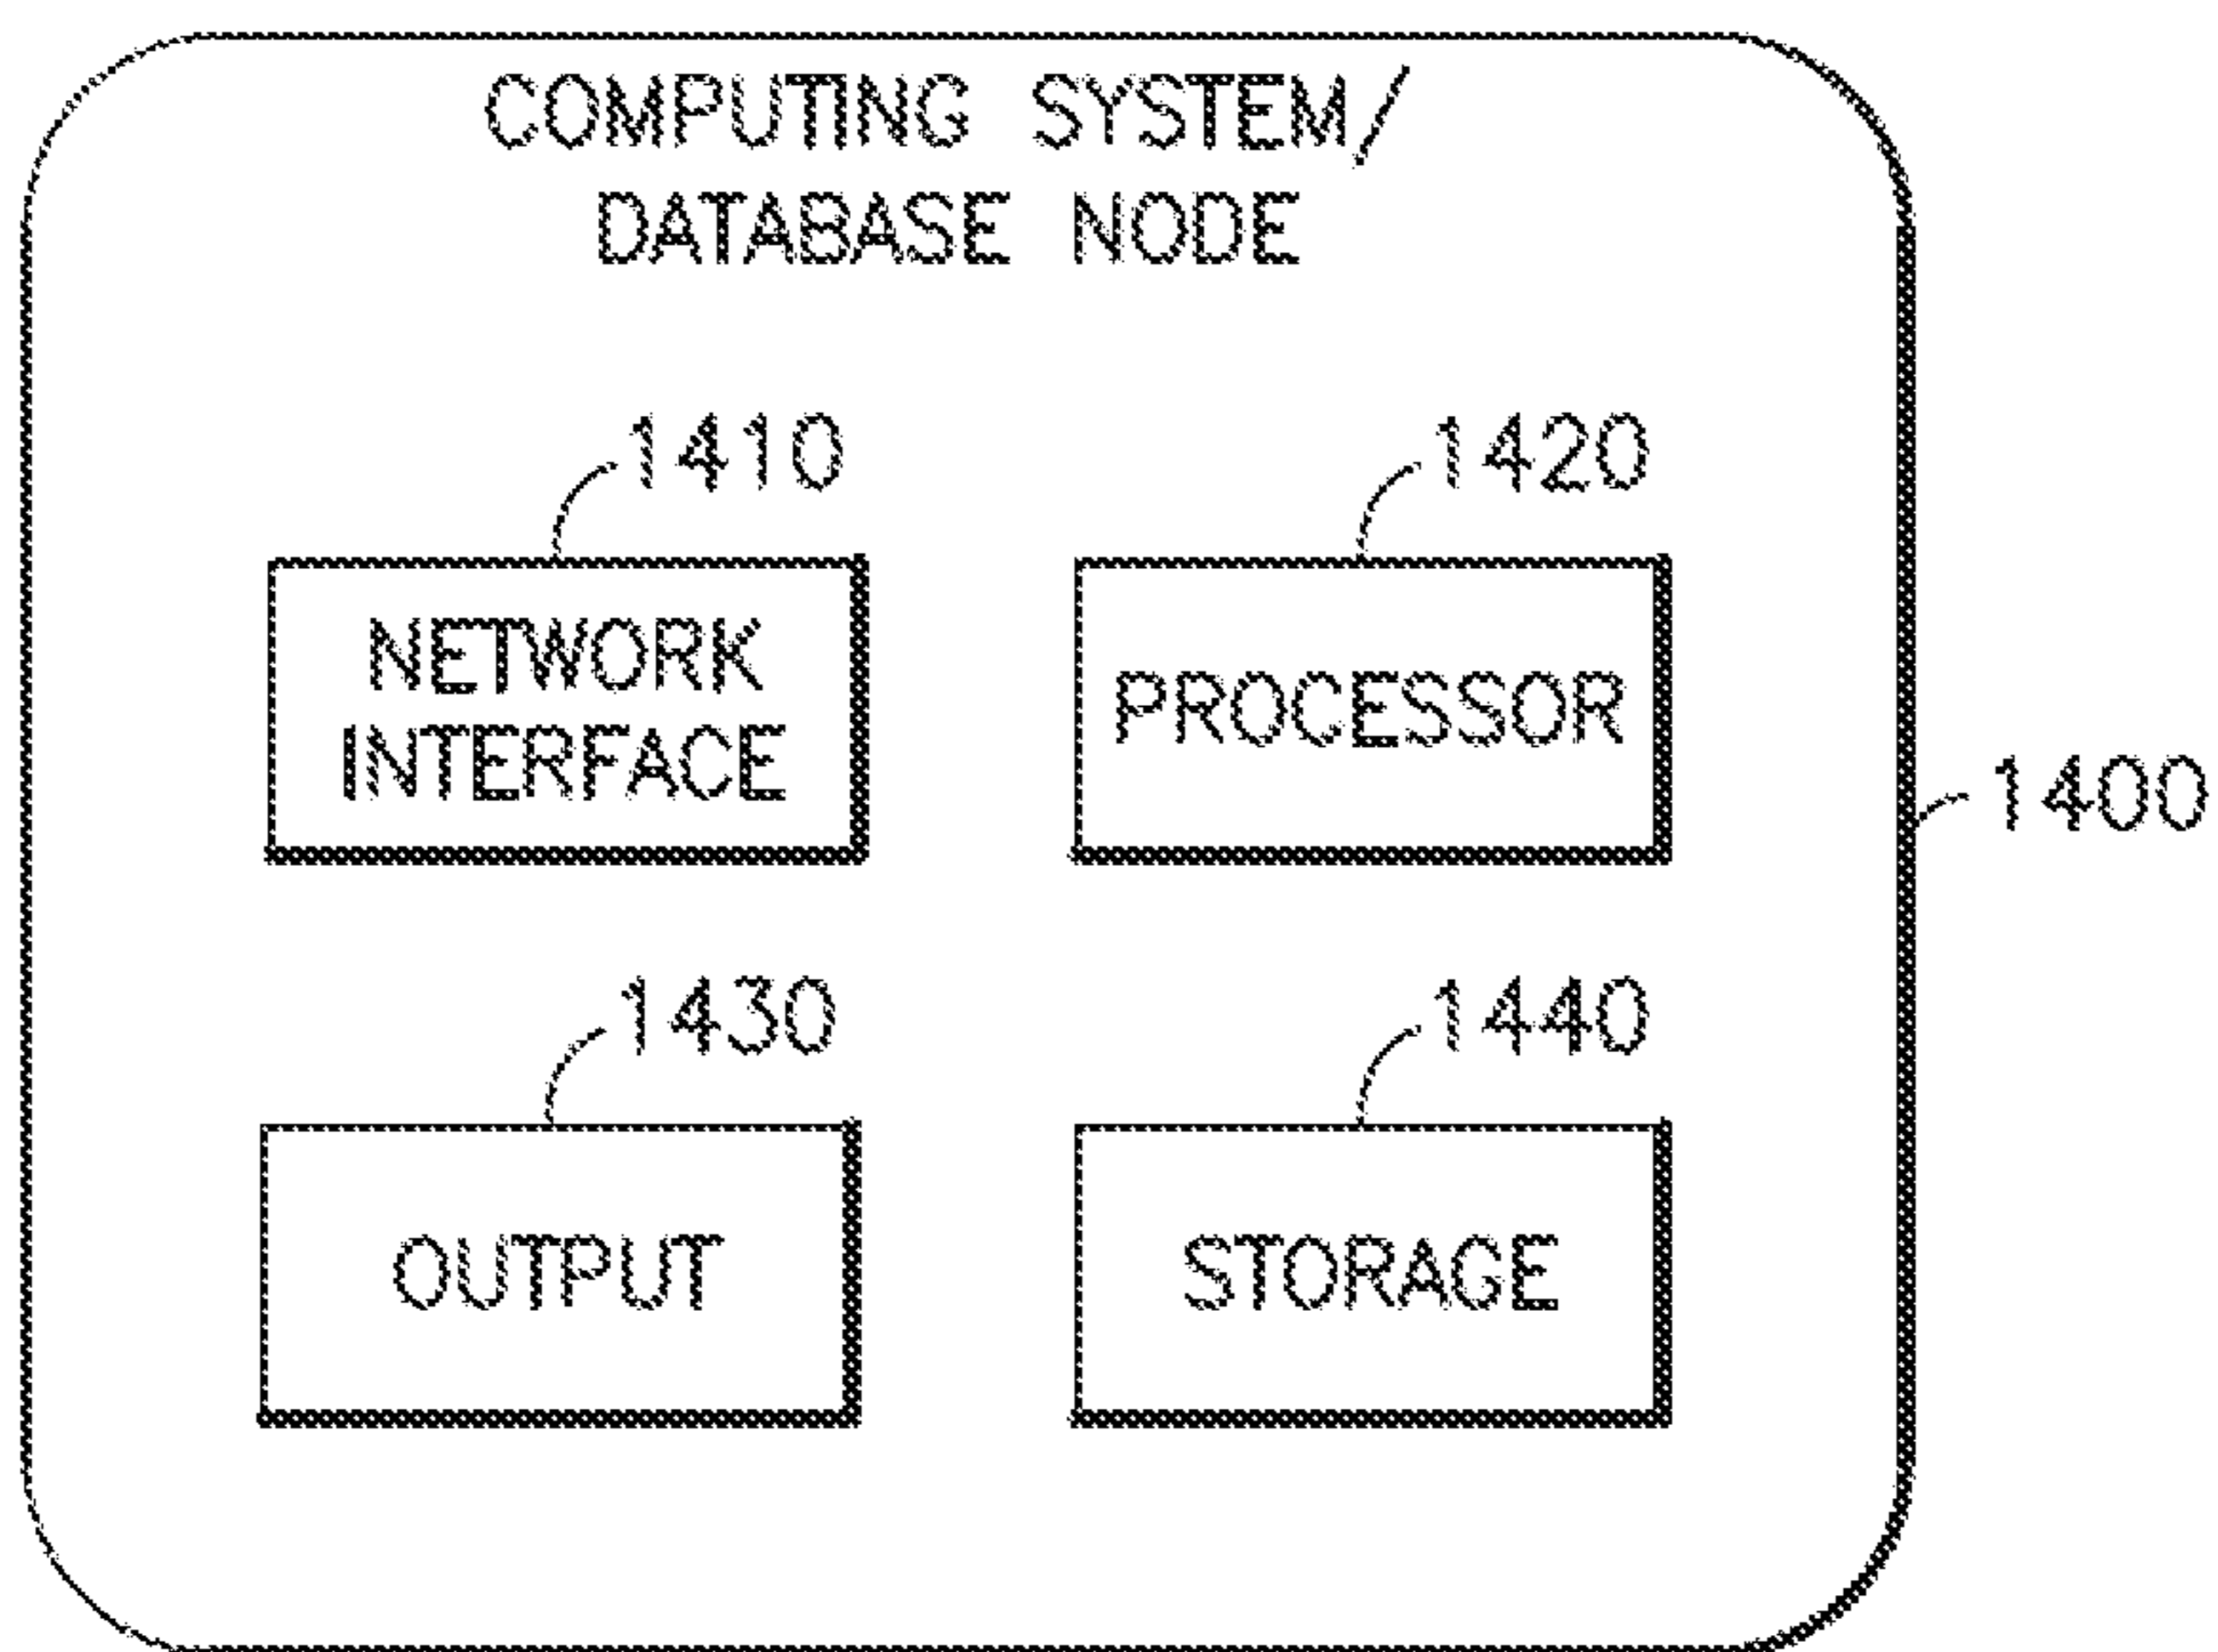 COMPUTING SYSTEM/
DATABASE NODE
1410
1420
NETWORK
INTERFACE
PROCESSOR
1400
1430
1440
OUTPUT
STORAGE